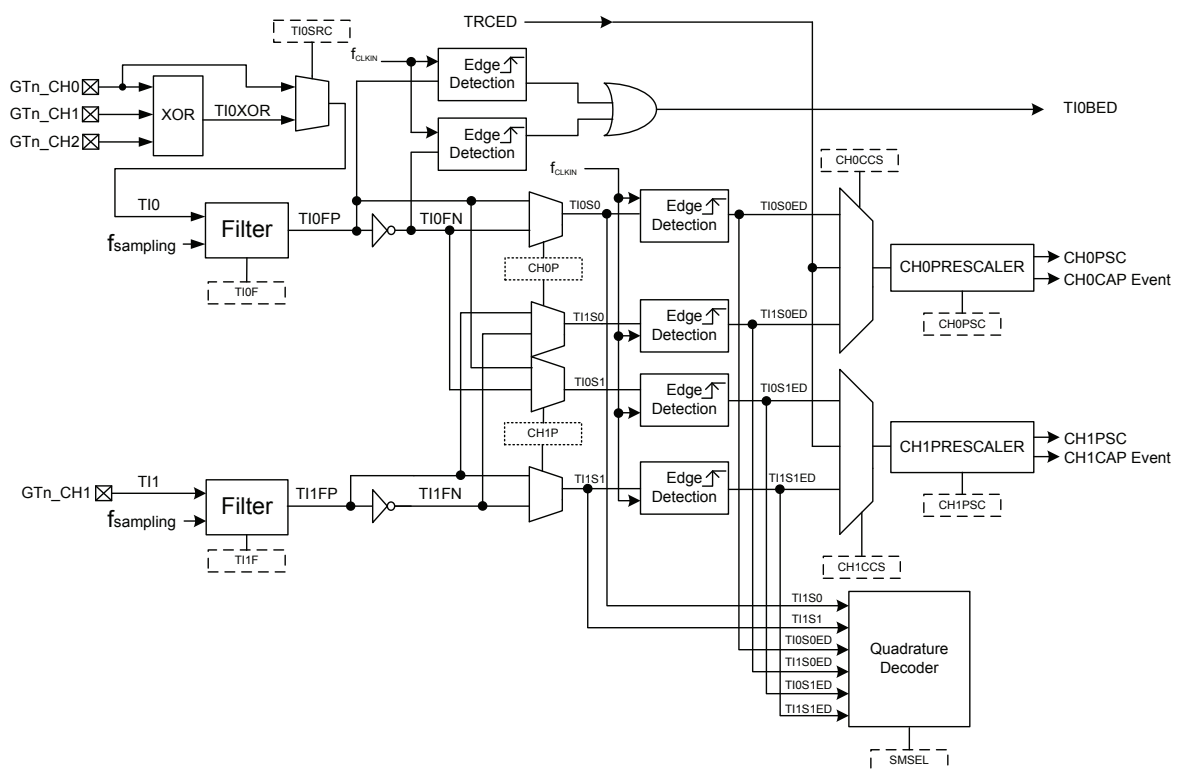 TRCED
TI0SRC
fCLKIN
Edge
Detection
GTn_CH0
GTn_CH1
GTn_CH2
XOR
TI0XOR
TI0BED
Edge
Detection
fCLKIN
CH0CCS
TI0
fsampling
Filter
TI0FP
TI0FN
TI0S0
Edge
Detection
TI0S0ED
CH0P
TI0F
CH0PRESCALER
CH0PSC
CH0CAP Event
CH0PSC
TI1S0
Edge
Detection
TI1S0ED
TI0S1
Edge
Detection
TI0S1ED
CH1P
CH1PRESCALER
CH1PSC
CH1CAP Event
CH1PSC
GTn_CH1
TI1
fsampling
Filter
TI1FP
TI1FN
TI1S1
Edge
Detection
TI1S1ED
TI1F
CH1CCS
TI1S0
TI1S1
TI0S0ED
TI1S0ED
TI0S1ED
TI1S1ED
Quadrature
Decoder
SMSEL